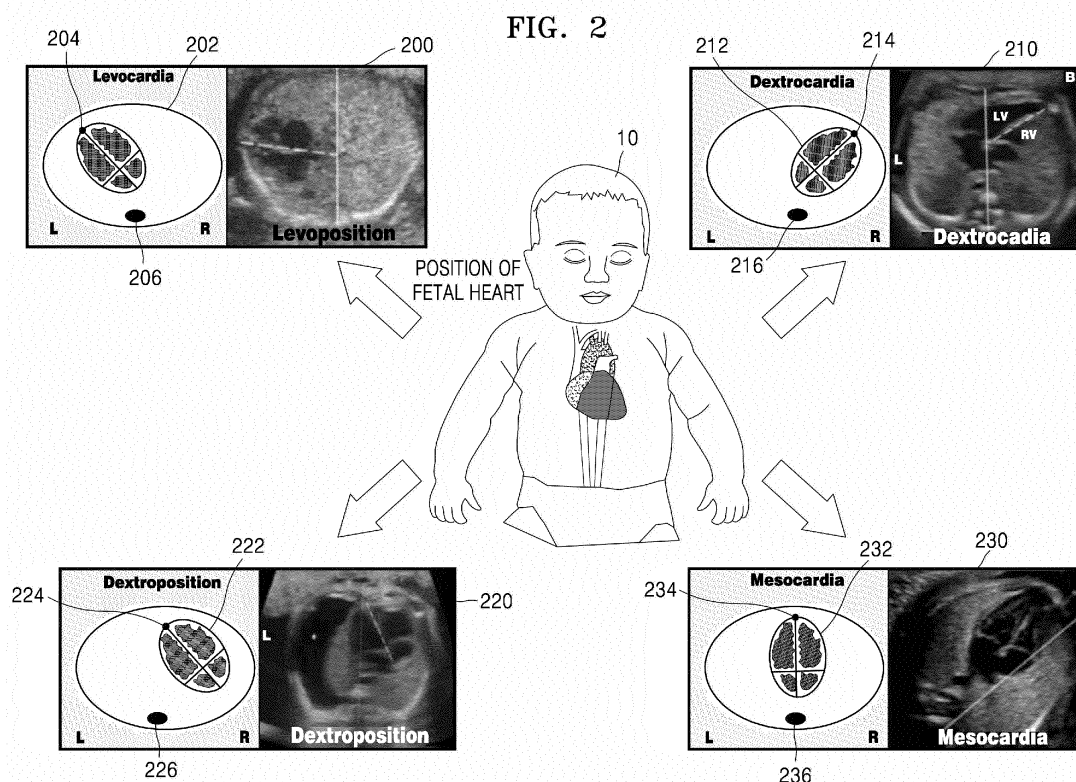 FIG. 2
204
202
200
Levocardia
L
R
Levoposition
206
212
214
210
Dextrocardia
B
LV
RV
L
L
R
Dextrocadia
216
10
POSITION OF
FETAL HEART
222
224
220
Dextroposition
L
L
R
Dextroposition
226
232
230
234
Mesocardia
L
R
Mesocardia
236